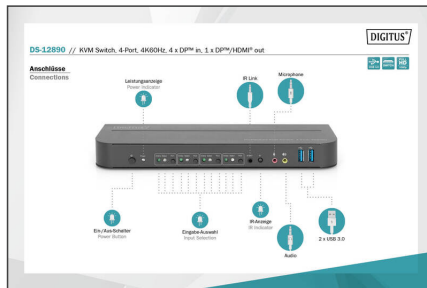 DIGITUS®
DS-12890 // KVM Switch, 4-Port, 4K60Hz, 4 x DP™ in, 1 x DP™/HDMI® out
Anschlüsse
Connections
Leistungsanzeige
Power Indicator
IR Link
Microphone
Ein-/Aus-Schalter
Power Button
Eingabe-Auswahl
Input Selection
IR-Anzeige
IR Indicator
Audio
2 x USB 3.0